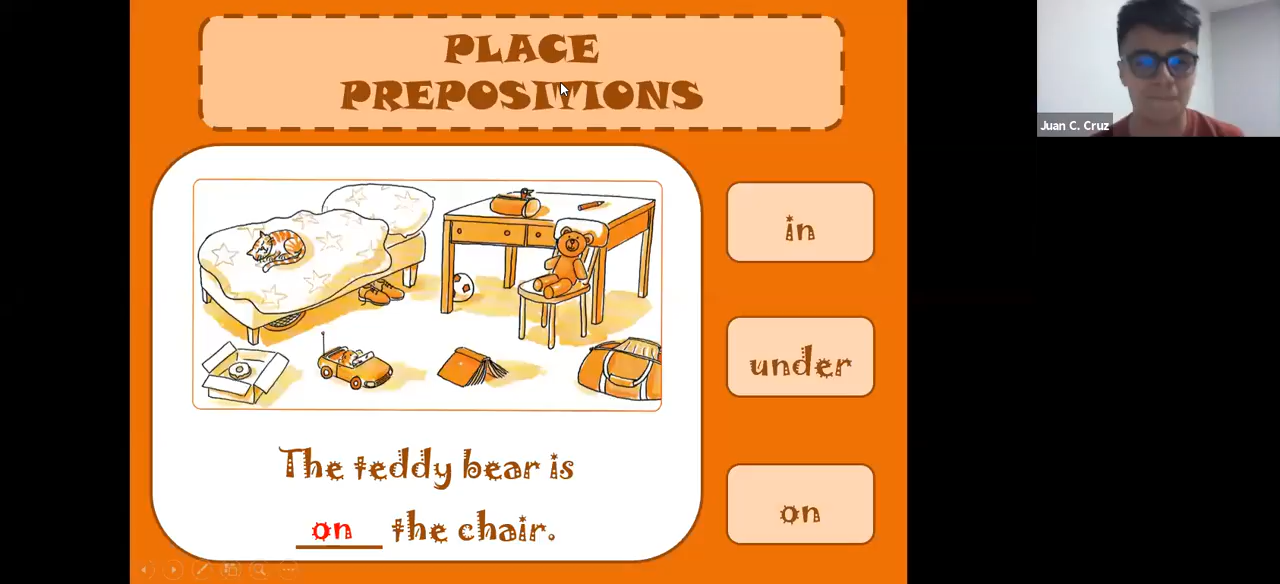 PLACE
PREPOSITIONS
Juan C. Cruz
in
under
on
The teddy bear is
on the chair.